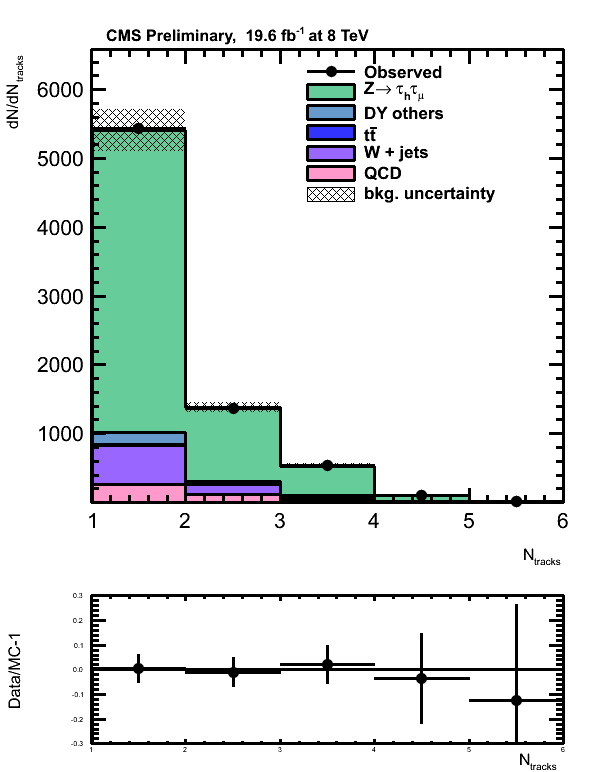 CMS Preliminary, 19.6 fb-1 at 8 TeV
dN/dNtracks
Observed
Z→ τhτμ
DY others
tt̄
W + jets
QCD
bkg. uncertainty
6000
5000
4000
3000
2000
1000
1 2 3 4 5 6
Ntracks
Data/MC-1
0.3
0.2
0.1
0.0
-0.1
-0.2
-0.3
1 2 3 4 5 6
Ntracks